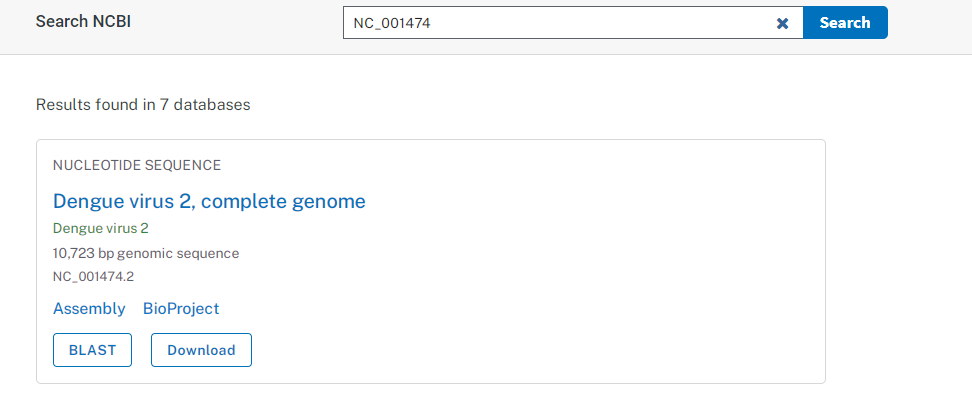 Search NCBI
NC_001474
Search
Results found in 7 databases
NUCLEOTIDE SEQUENCE
Dengue virus 2, complete genome
Dengue virus 2
10,723 bp genomic sequence
NC_001474.2
Assembly BioProject
BLAST Download